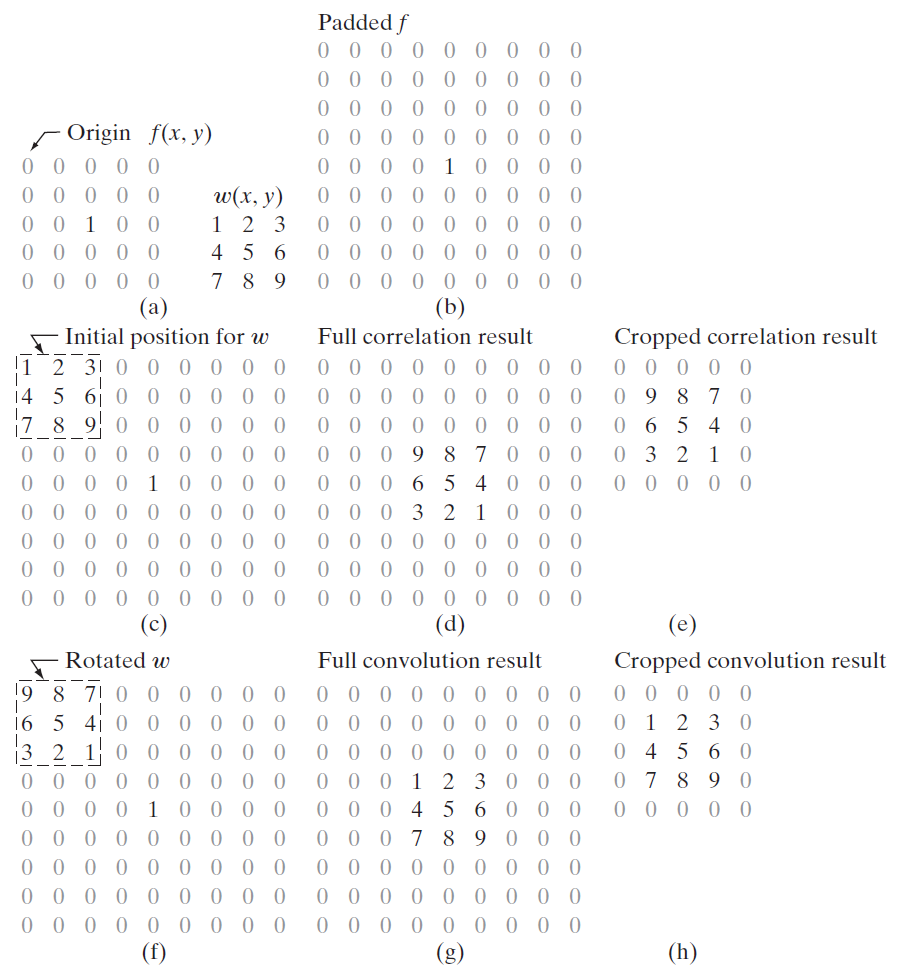 Padded f
0 0 0 0 0 0 0 0 0
0 0 0 0 0 0 0 0 0
0 0 0 0 0 0 0 0 0
Origin f(x, y)
0 0 0 0 0 0 0 0 0
0 0 0 0 0
0 0 0 0 1 0 0 0 0
0 0 0 0 0
w(x, y)
0 0 0 0 0 0 0 0 0
0 0 1 0 0
1 2 3
0 0 0 0 0 0 0 0 0
0 0 0 0 0
4 5 6
0 0 0 0 0 0 0 0 0
0 0 0 0 0
7 8 9
0 0 0 0 0 0 0 0 0
(a)
(b)
Initial position for w
Full correlation result
Cropped correlation result
1 2 3 0 0 0 0 0 0
0 0 0 0 0 0 0 0 0
0 0 0 0 0
4 5 6 0 0 0 0 0 0
0 0 0 0 0 0 0 0 0
0 9 8 7 0
7 8 9 0 0 0 0 0 0
0 0 0 0 0 0 0 0 0
0 6 5 4 0
0 0 0 0 0 0 0 0 0
0 0 0 9 8 7 0 0 0
0 3 2 1 0
0 0 0 0 1 0 0 0 0
0 0 0 6 5 4 0 0 0
0 0 0 0 0
0 0 0 0 0 0 0 0 0
0 0 0 3 2 1 0 0 0
0 0 0 0 0 0 0 0 0
0 0 0 0 0 0 0 0 0
0 0 0 0 0 0 0 0 0
0 0 0 0 0 0 0 0 0
0 0 0 0 0 0 0 0 0
0 0 0 0 0 0 0 0 0
(c)
(d)
(e)
Rotated w
Full convolution result
Cropped convolution result
9 8 7 0 0 0 0 0 0
0 0 0 0 0 0 0 0 0
0 0 0 0 0
6 5 4 0 0 0 0 0 0
0 0 0 0 0 0 0 0 0
0 1 2 3 0
3 2 1 0 0 0 0 0 0
0 0 0 0 0 0 0 0 0
0 4 5 6 0
0 0 0 0 0 0 0 0 0
0 0 0 1 2 3 0 0 0
0 7 8 9 0
0 0 0 0 1 0 0 0 0
0 0 0 4 5 6 0 0 0
0 0 0 0 0
0 0 0 0 0 0 0 0 0
0 0 0 7 8 9 0 0 0
0 0 0 0 0 0 0 0 0
0 0 0 0 0 0 0 0 0
0 0 0 0 0 0 0 0 0
0 0 0 0 0 0 0 0 0
0 0 0 0 0 0 0 0 0
0 0 0 0 0 0 0 0 0
(f)
(g)
(h)